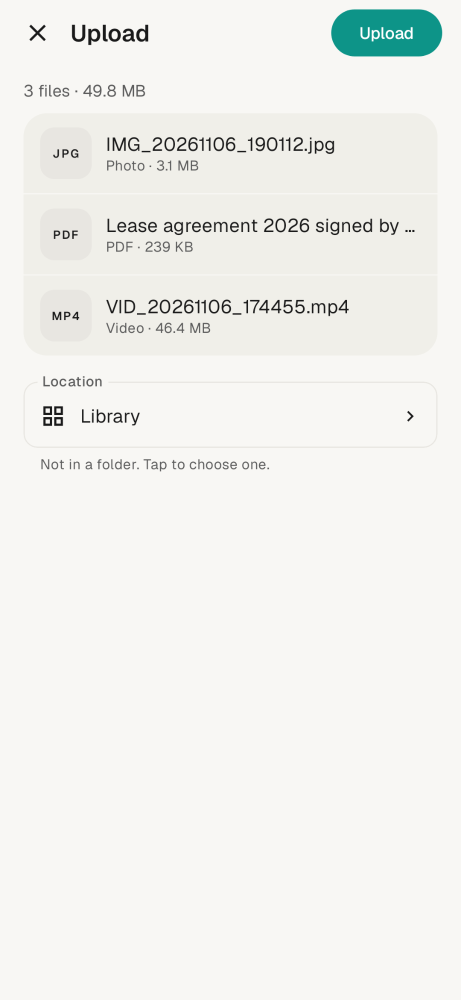 Upload
Upload
3 files · 49.8 MB
JPG
IMG_20261106_190112.jpg
Photo · 3.1 MB
PDF
Lease agreement 2026 signed by ...
PDF · 239 KB
MP4
VID_20261106_174455.mp4
Video · 46.4 MB
Location
Library
Not in a folder. Tap to choose one.